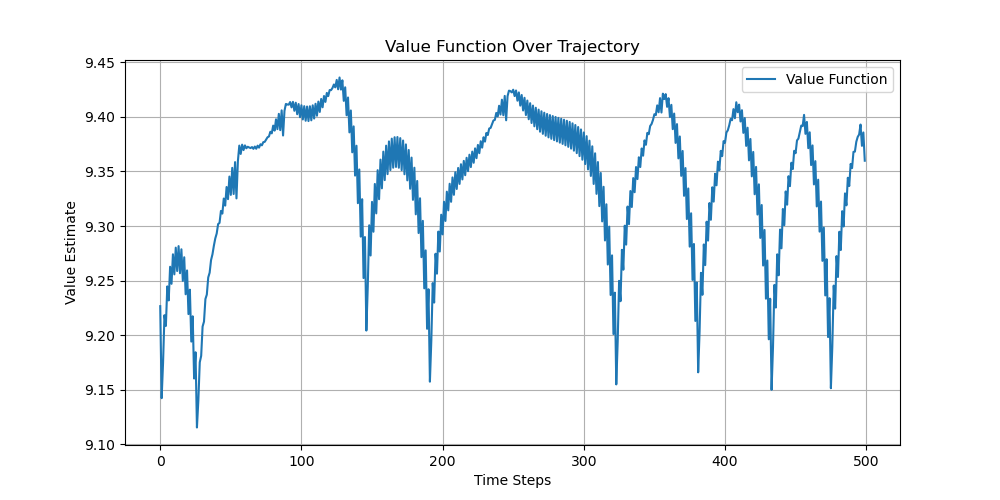 Value Function Over Trajectory
Value Function
Value Estimate
9.45
9.40
9.35
9.30
9.25
9.20
9.15
9.10
0 100 200 300 400 500
Time Steps